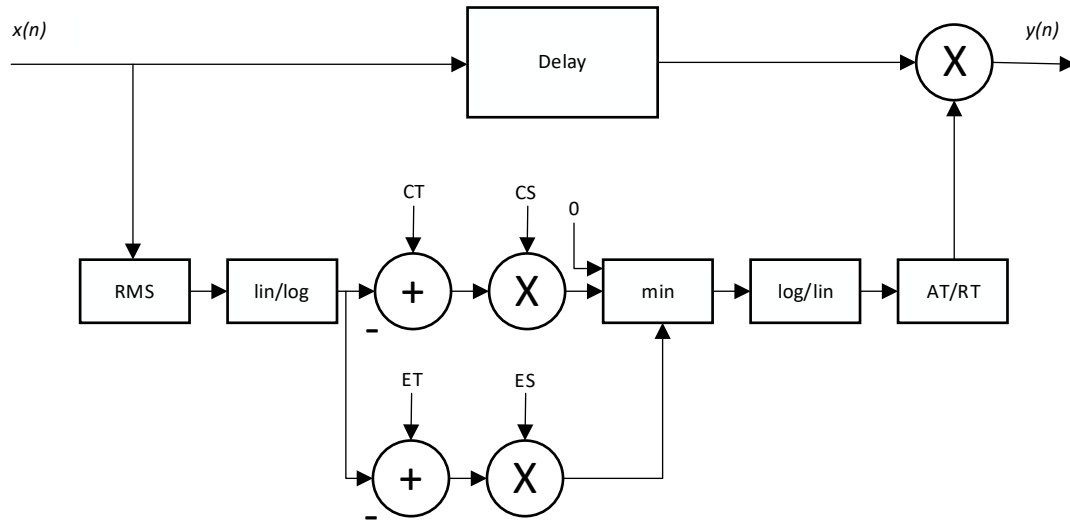 x(n)
Delay
X
y(n)
CT
CS
0
RMS
lin/log
+
X
min
log/lin
AT/RT
-
ET
ES
+
X
-